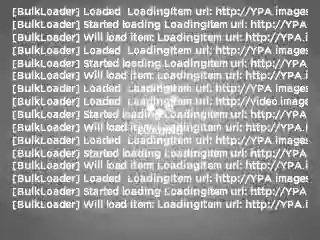 [BulkLoader] Loaded LoadingItem url: http://YPA.images
[BulkLoader] Started loading LoadingItem url: http://YPA
[BulkLoader] Will load item: LoadingItem url: http://YPA.i
[BulkLoader] Loaded LoadingItem url: http://YPA.images
[BulkLoader] Started loading LoadingItem url: http://YPA
[BulkLoader] Will load item: LoadingItem url: http://YPA.i
[BulkLoader] Loaded LoadingItem url: http://YPA.images
[BulkLoader] Loaded LoadingItem url: http://video.image
[BulkLoader] Started loading LoadingItem url: http://YPA
[BulkLoader] Will load item: LoadingItem url: http://YPA.i
[BulkLoader] Loaded LoadingItem url: http://YPA.images
[BulkLoader] Started loading LoadingItem url: http://YPA
[BulkLoader] Will load item: LoadingItem url: http://YPA.i
[BulkLoader] Loaded LoadingItem url: http://YPA.images
[BulkLoader] Started loading LoadingItem url: http://YPA
[BulkLoader] Will load item: LoadingItem url: http://YPA.i